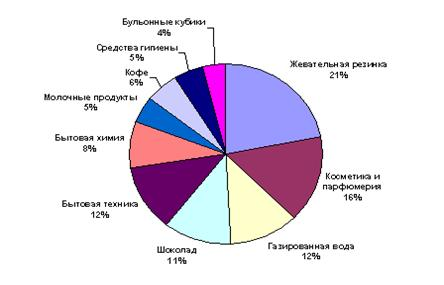 Бульонные кубики
4%
Средства гигиены
5%
Кофе
6%
Молочные продукты
5%
Бытовая химия
8%
Бытовая техника
12%
Шоколад
11%
Газированная вода
12%
Косметика и
парфюмерия
16%
Жевательная резинка
21%